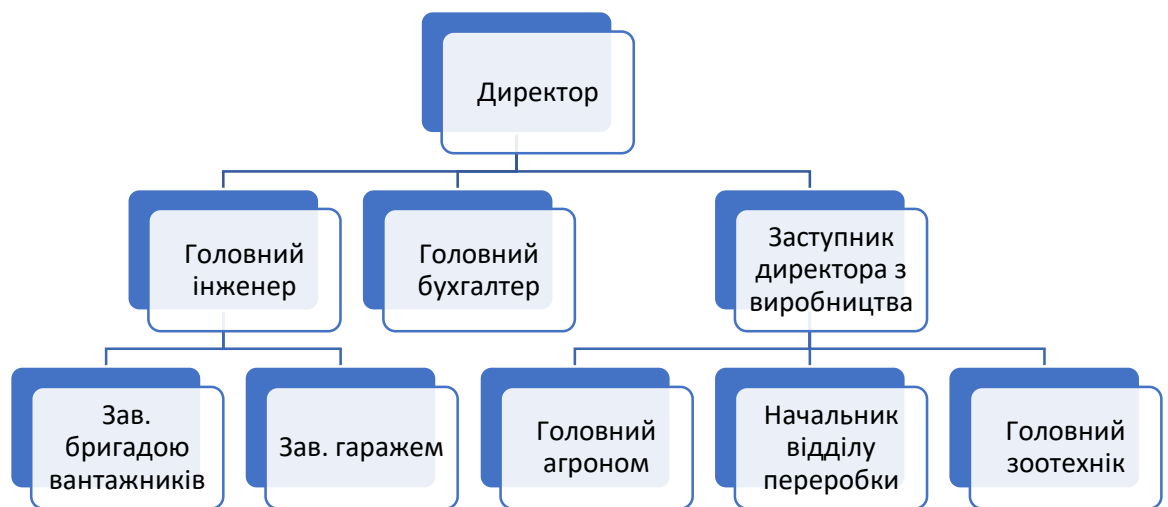 Директор
Головний
інженер
Головний
бухгалтер
Заступник
директора з
виробництва
Зав.
бригадою
вантажників
Зав. гаражем
Головний
агроном
Начальник
відділу
переробки
Головний
зоотехнік